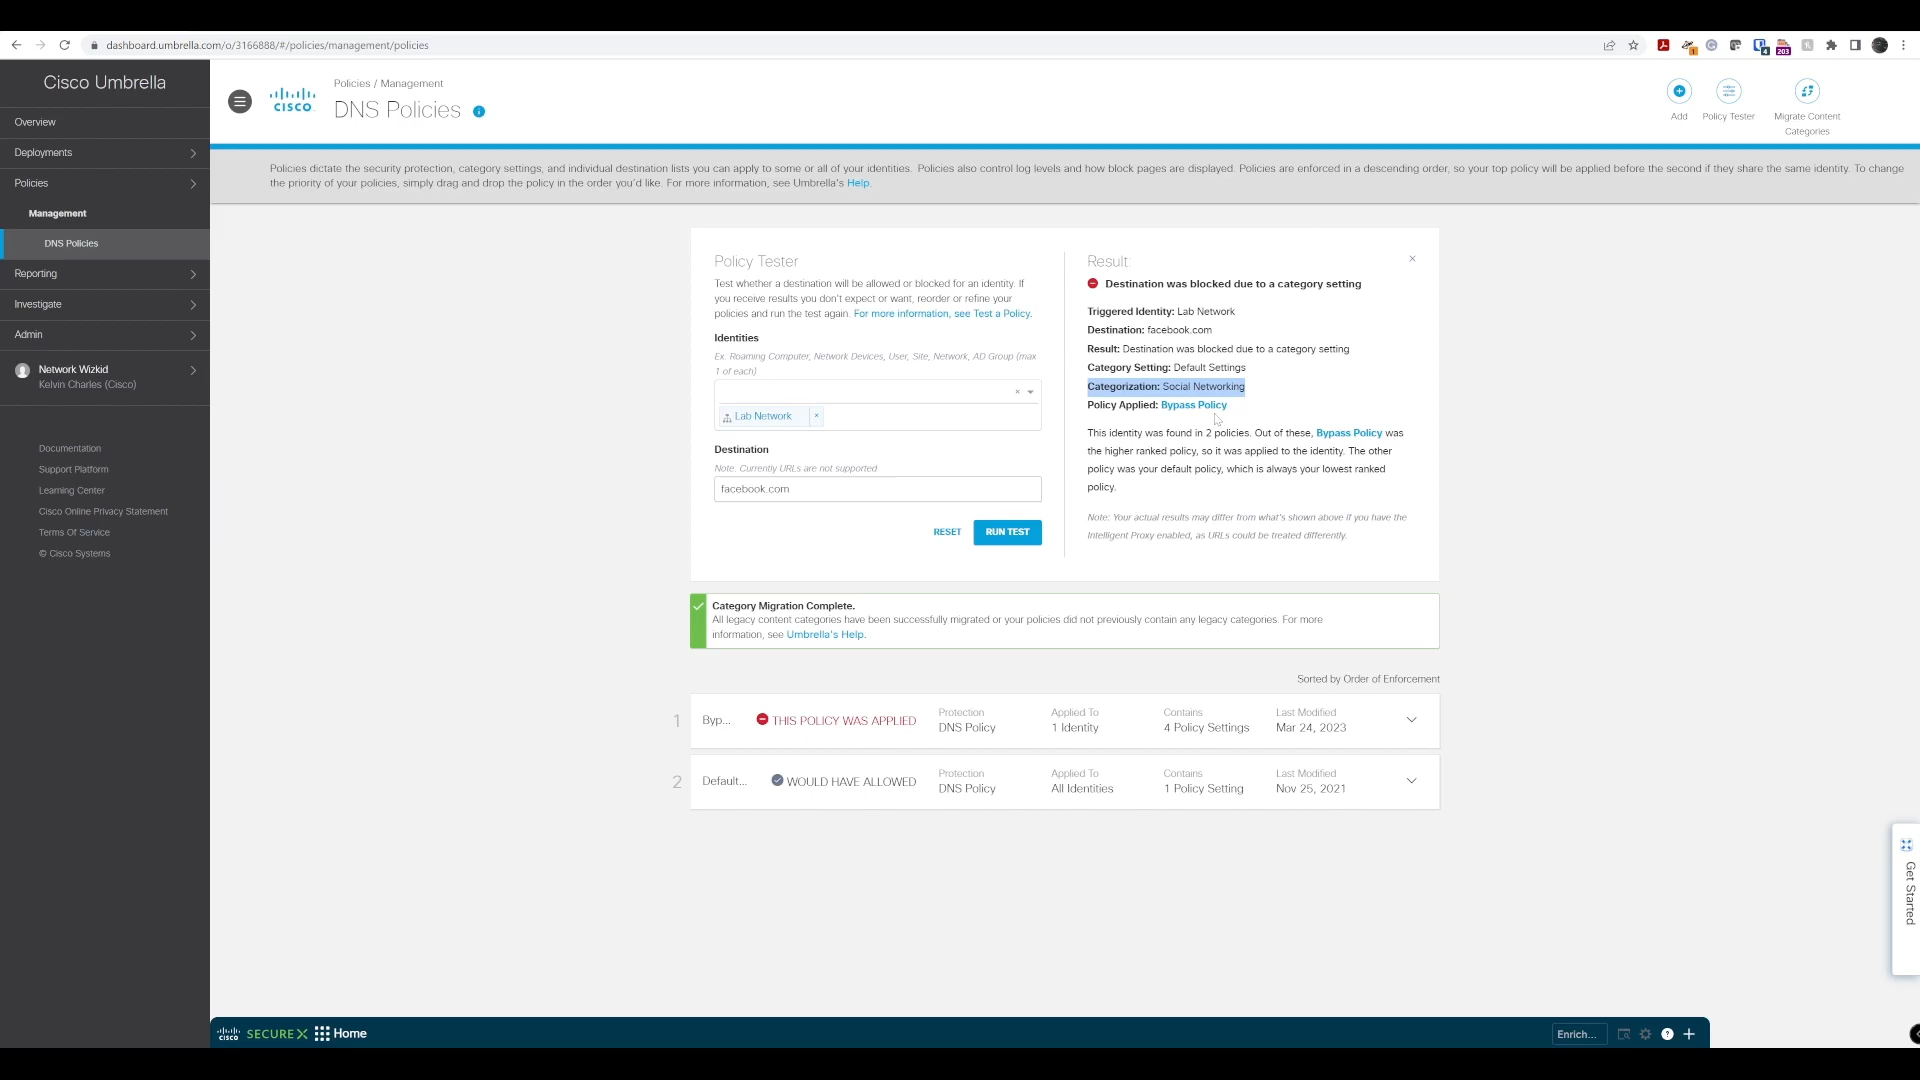 dashboard.umbrella.com/o/3166888/#/policies/management/policies
1
4
203
Cisco Umbrella
Overview
Deployments
Policies
Management
DNS Policies
Reporting
Investigate
Admin
Network Wizkid
Kelvin Charles (Cisco)
Documentation
Support Platform
Learning Center
Cisco Online Privacy Statement
Terms Of Service
© Cisco Systems
CISCO
Policies / Management
DNS Policies
Add
Policy Tester
Migrate Content
Categories
Policies dictate the security protection, category settings, and individual destination lists you can apply to some or all of your identities. Policies also control log levels and how block pages are displayed. Policies are enforced in a descending order, so your top policy will be applied before the second if they share the same identity. To change
the priority of your policies, simply drag and drop the policy in the order you'd like. For more information, see Umbrella's Help.
Policy Tester
Test whether a destination will be allowed or blocked for an identity. If
you receive results you don't expect or want, reorder or refine your
policies and run the test again. For more information, see Test a Policy.
Identities
Ex. Roaming Computer, Network Devices, User, Site, Network, AD Group (max
1 of each)
Lab Network
Destination
Note: Currently URLs are not supported
facebook.com
RESET
RUN TEST
Result:
Destination was blocked due to a category setting
Triggered Identity: Lab Network
Destination: facebook.com
Result: Destination was blocked due to a category setting
Category Setting: Default Settings
Categorization: Social Networking
Policy Applied: Bypass Policy
This identity was found in 2 policies. Out of these, Bypass Policy was
the higher ranked policy, so it was applied to the identity. The other
policy was your default policy, which is always your lowest ranked
policy.
Note: Your actual results may differ from what's shown above if you have the
Intelligent Proxy enabled, as URLs could be treated differently.
Category Migration Complete.
All legacy content categories have been successfully migrated or your policies did not previously contain any legacy categories. For more
information, see Umbrella's Help.
Sorted by Order of Enforcement
1
Byp...
THIS POLICY WAS APPLIED
Protection
DNS Policy
Applied To
1 Identity
Contains
4 Policy Settings
Last Modified
Mar 24, 2023
2
Default...
WOULD HAVE ALLOWED
Protection
DNS Policy
Applied To
All Identities
Contains
1 Policy Setting
Last Modified
Nov 25, 2021
Get Started
CISCO
SECUREX
Home
Enrich...